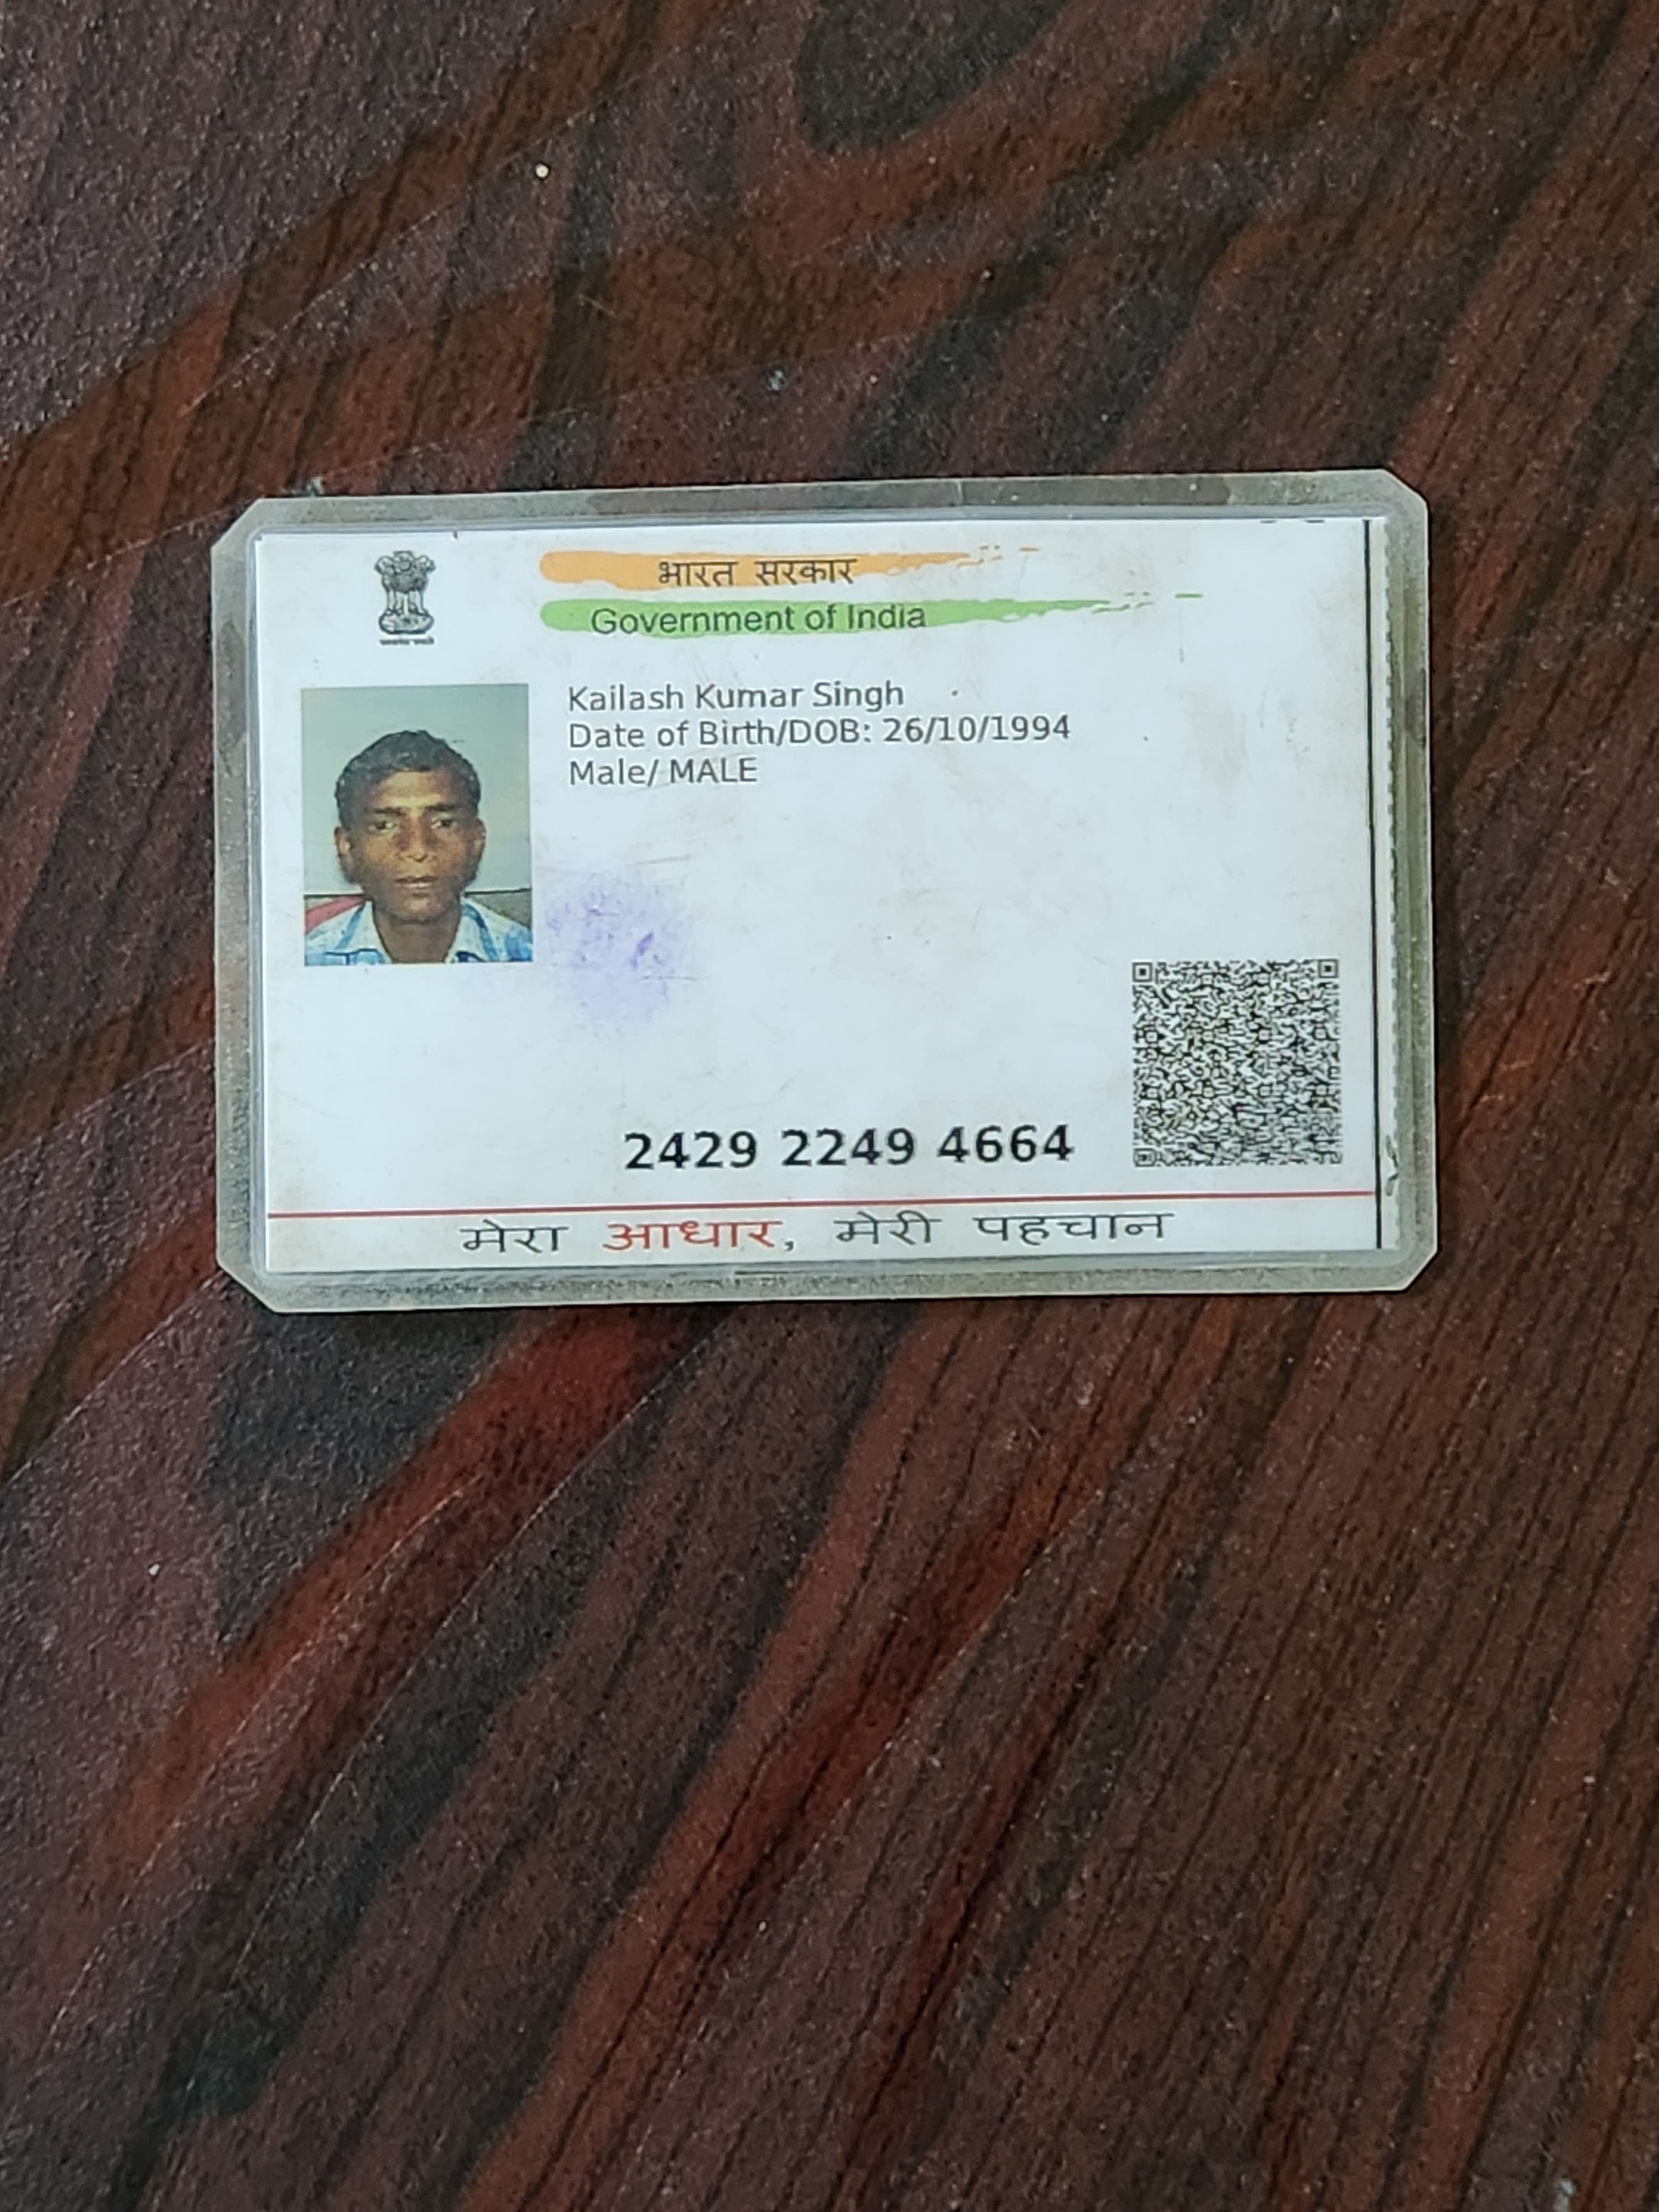 भारत सरकार
Government of India
Kailash Kumar Singh
Date of Birth/DOB: 26/10/1994
Male/ MALE
2429 2249 4664
मेरा आधार, मेरी पहचान